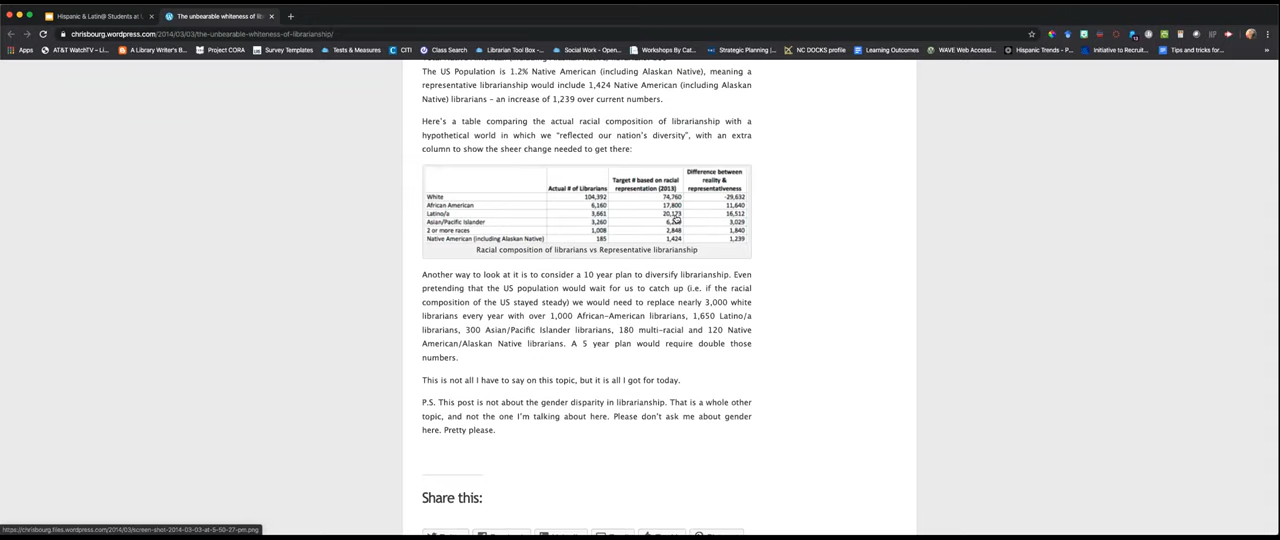 Hispanic & Latin@ Students at
The unbearable whiteness of lib
chrisbourg.wordpress.com/2014/03/03/the-unbearable-whiteness-of-librarianship/
Apps AT&T WatchTV – Li... A Library Writer's B... Project CORA Survey Templates Tests & Measures CITI Class Search Librarian Tool Box -... Social Work - Open... Workshops By Cat... Strategic Planning |... NC DOCKS profile Learning Outcomes WAVE Web Accessi... Hispanic Trends - P... Initiative to Recruit... Tips and tricks for... »
The US Population is 1.2% Native American (including Alaskan Native), meaning a
representative librarianship would include 1,424 Native American (including Alaskan
Native) librarians – an increase of 1,239 over current numbers.
Here's a table comparing the actual racial composition of librarianship with a
hypothetical world in which we "reflected our nation's diversity", with an extra
column to show the sheer change needed to get there:
Difference between
Target # based on racial reality &
Actual # of Librarians representation (2013) representativeness
White 104,392 74,760 -29,632
African American 6,160 17,800 11,640
Latino/a 3,661 20,173 16,512
Asian/Pacific Islander 3,260 3,029
2 or more races 1,008 2,848 1,840
Native American (including Alaskan Native) 185 1,424 1,239
Racial composition of librarians vs Representative librarianship
Another way to look at it is to consider a 10 year plan to diversify librarianship. Even
pretending that the US population would wait for us to catch up (i.e. if the racial
composition of the US stayed steady) we would need to replace nearly 3,000 white
librarians every year with over 1,000 African-American librarians, 1,650 Latino/a
librarians, 300 Asian/Pacific Islander librarians, 180 multi-racial and 120 Native
American/Alaskan Native librarians. A 5 year plan would require double those
numbers.
This is not all I have to say on this topic, but it is all I got for today.
P.S. This post is not about the gender disparity in librarianship. That is a whole other
topic, and not the one I'm talking about here. Please don't ask me about gender
here. Pretty please.
Share this:
https://chrisbourg.files.wordpress.com/2014/03/screen-shot-2014-03-03-at-5-50-27-pm.png